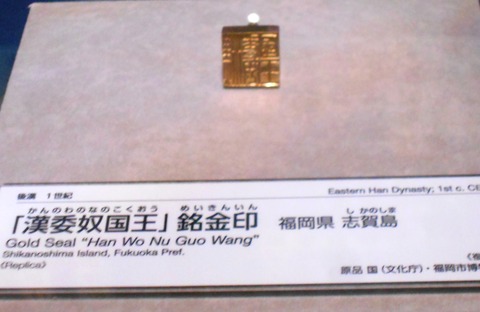 後漢 1世紀
Eastern Han Dynasty; 1st c. CE
かんのわのなのこくおう めいきんいん
「漢委奴国王」銘金印
し かのしま
福岡県 志賀島
Gold Seal "Han Wo Nu Guo Wang"
Shikanoshima Island, Fukuoka Pref.
(Replica)
原品 国(文化庁)・福岡市博